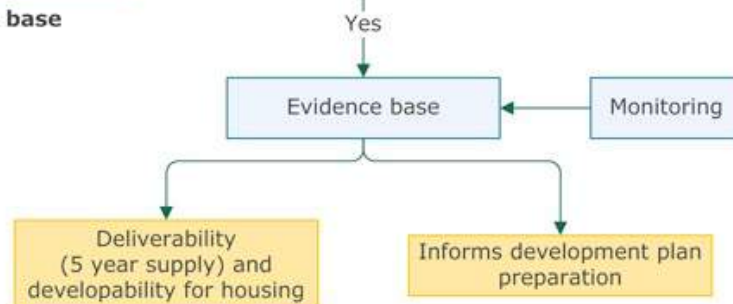 base
Yes
Evidence base
Monitoring
Deliverability
(5 year supply) and
developability for housing
Informs development plan
preparation